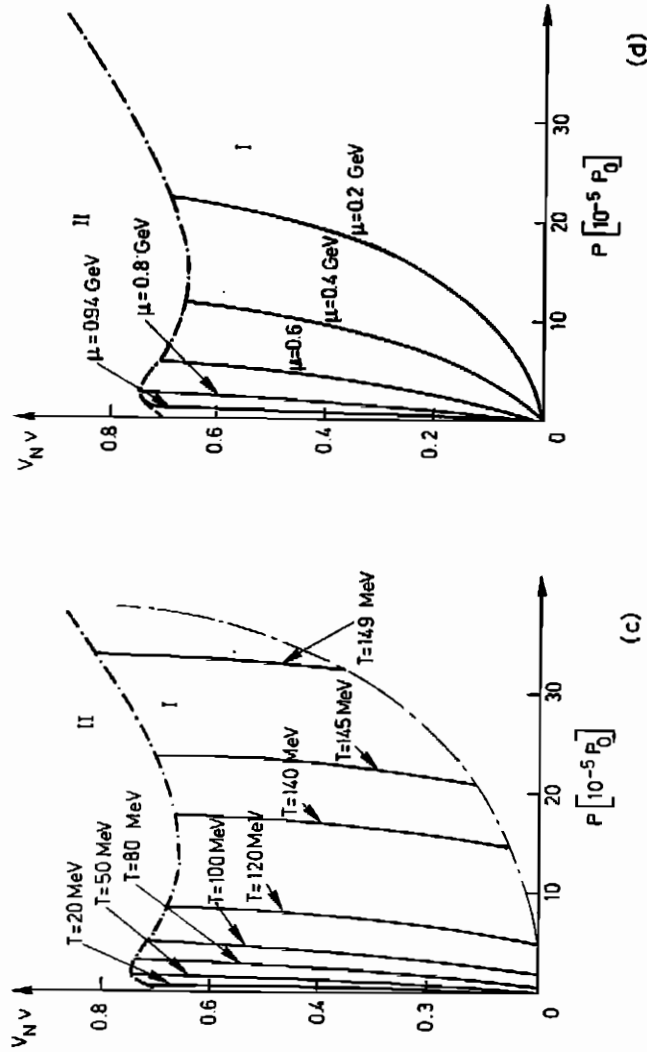 V_N ν
0.8
0.6
0.4
0.3
0
10
20
30
P [10⁻⁵ P₀]
T=20 MeV
T=50 MeV
T=80 MeV
T=100 MeV
T=120 MeV
T=140 MeV
T=145 MeV
T=149 MeV
II
I
(c)
V_N ν
0.8
0.6
0.4
0.2
0
10
20
30
P [10⁻⁵ P₀]
μ=0.94 GeV
μ=0.8 GeV
μ=0.6
μ=0.4 GeV
μ=0.2 GeV
II
I
(d)